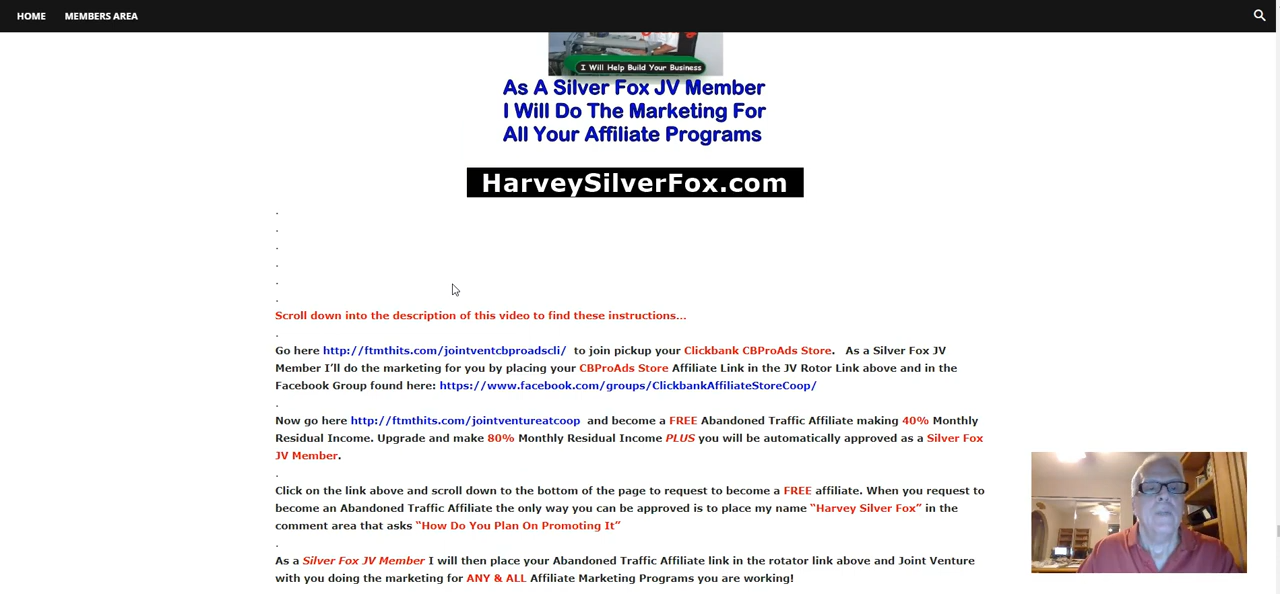 HOME MEMBERS AREA
I Will Help Build Your Business
As A Silver Fox JV Member
I Will Do The Marketing For
All Your Affiliate Programs
HarveySilverFox.com
.
.
.
.
.
.
Scroll down into the description of this video to find these instructions...
.
Go here http://ftmthits.com/jointventcbproadscli/ to join pickup your Clickbank CBProAds Store. As a Silver Fox JV
Member I'll do the marketing for you by placing your CBProAds Store Affiliate Link in the JV Rotor Link above and in the
Facebook Group found here: https://www.facebook.com/groups/ClickbankAffiliateStoreCoop/
.
Now go here http://ftmthits.com/jointventureatcoop and become a FREE Abandoned Traffic Affiliate making 40% Monthly
Residual Income. Upgrade and make 80% Monthly Residual Income PLUS you will be automatically approved as a Silver Fox
JV Member.
.
Click on the link above and scroll down to the bottom of the page to request to become a FREE affiliate. When you request to
become an Abandoned Traffic Affiliate the only way you can be approved is to place my name “Harvey Silver Fox” in the
comment area that asks “How Do You Plan On Promoting It”
.
As a Silver Fox JV Member I will then place your Abandoned Traffic Affiliate link in the rotator link above and Joint Venture
with you doing the marketing for ANY & ALL Affiliate Marketing Programs you are working!